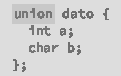 union dato {
int a;
char b;
};